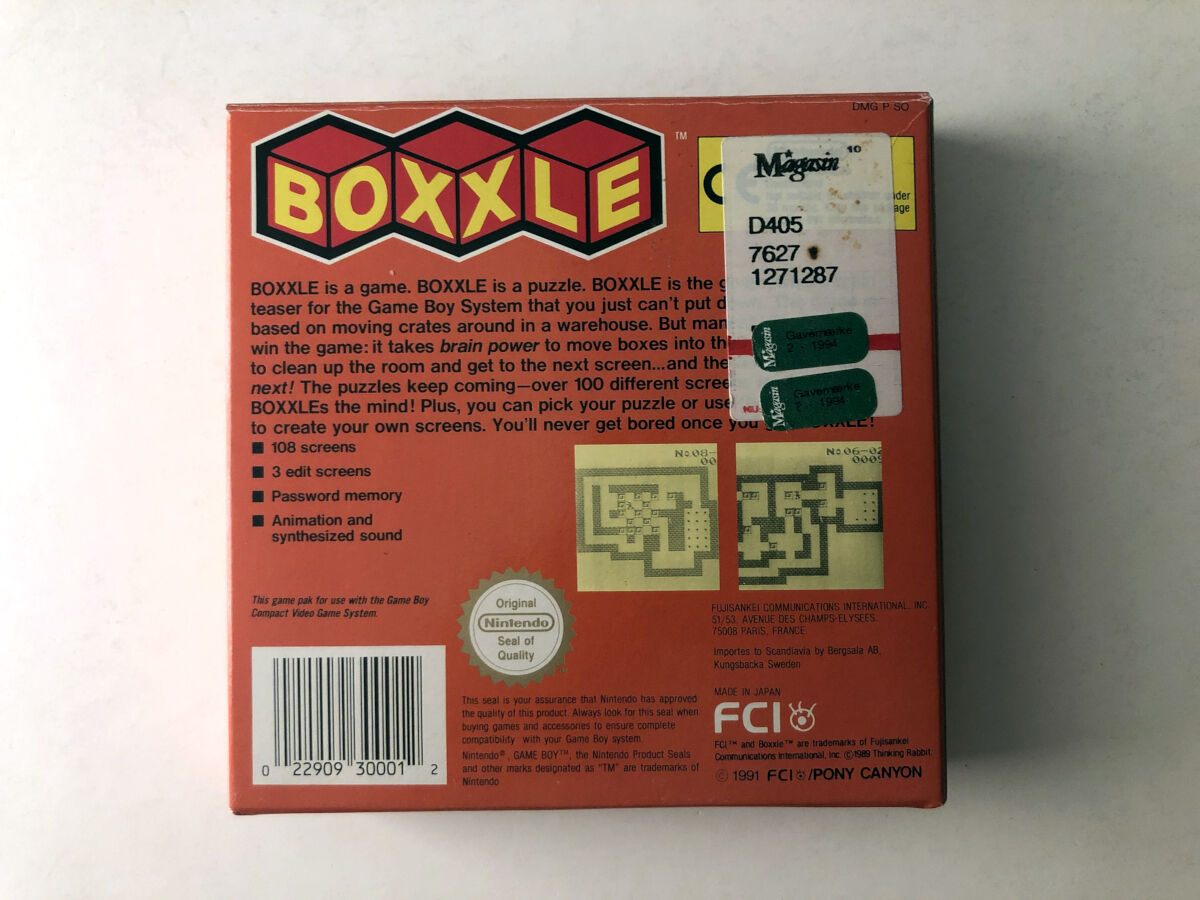 DMG P SO
BOXXLE ™
Magasin 10
D405
7627
1271287
BOXXLE is a game. BOXXLE is a puzzle. BOXXLE is the
teaser for the Game Boy System that you just can't put
based on moving crates around in a warehouse. But
win the game: it takes brain power to move boxes into
to clean up the room and get to the next screen...and
next! The puzzles keep coming—over 100 different
BOXXLEs the mind! Plus, you can pick your puzzle or use
to create your own screens. You'll never get bored once you BOXXLE!
Magasin
Gavemærke
2 - 1994
Magasin
Gavemærke
2 - 1994
108 screens
3 edit screens
Password memory
Animation and
synthesized sound
No08-
00
No06-02
0009
This game pak for use with the Game Boy
Compact Video Game System.
Original
Nintendo
Seal of
Quality
FUJISANKEI COMMUNICATIONS INTERNATIONAL, INC.
51/53, AVENUE DES CHAMPS-ELYSEES.
75008 PARIS, FRANCE
Importes to Scandiavia by Bergsala AB,
Kungsbacka Sweden
0 22909 30001 2
This seal is your assurance that Nintendo has approved
the quality of this product. Always look for this seal when
buying games and accessories to ensure complete
compatibility with your Game Boy system.
Nintendo®, GAME BOY™, the Nintendo Product Seals
and other marks designated as "TM" are trademarks of
Nintendo
MADE IN JAPAN
FCI
FCI™ and Boxxle™ are trademarks of Fujisankei
Communications International, Inc. ©1989 Thinking Rabbit.
© 1991 FCI/PONY CANYON